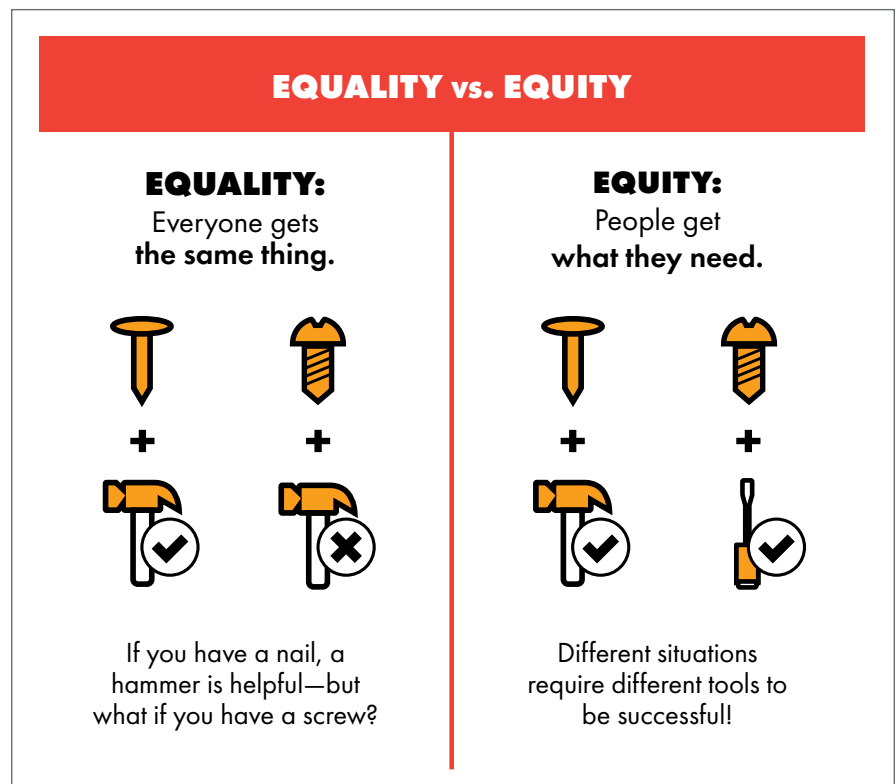 EQUALITY vs. EQUITY
EQUALITY:
Everyone gets
the same thing.
If you have a nail, a
hammer is helpful—but
what if you have a screw?
EQUITY:
People get
what they need.
Different situations
require different tools to
be successful!